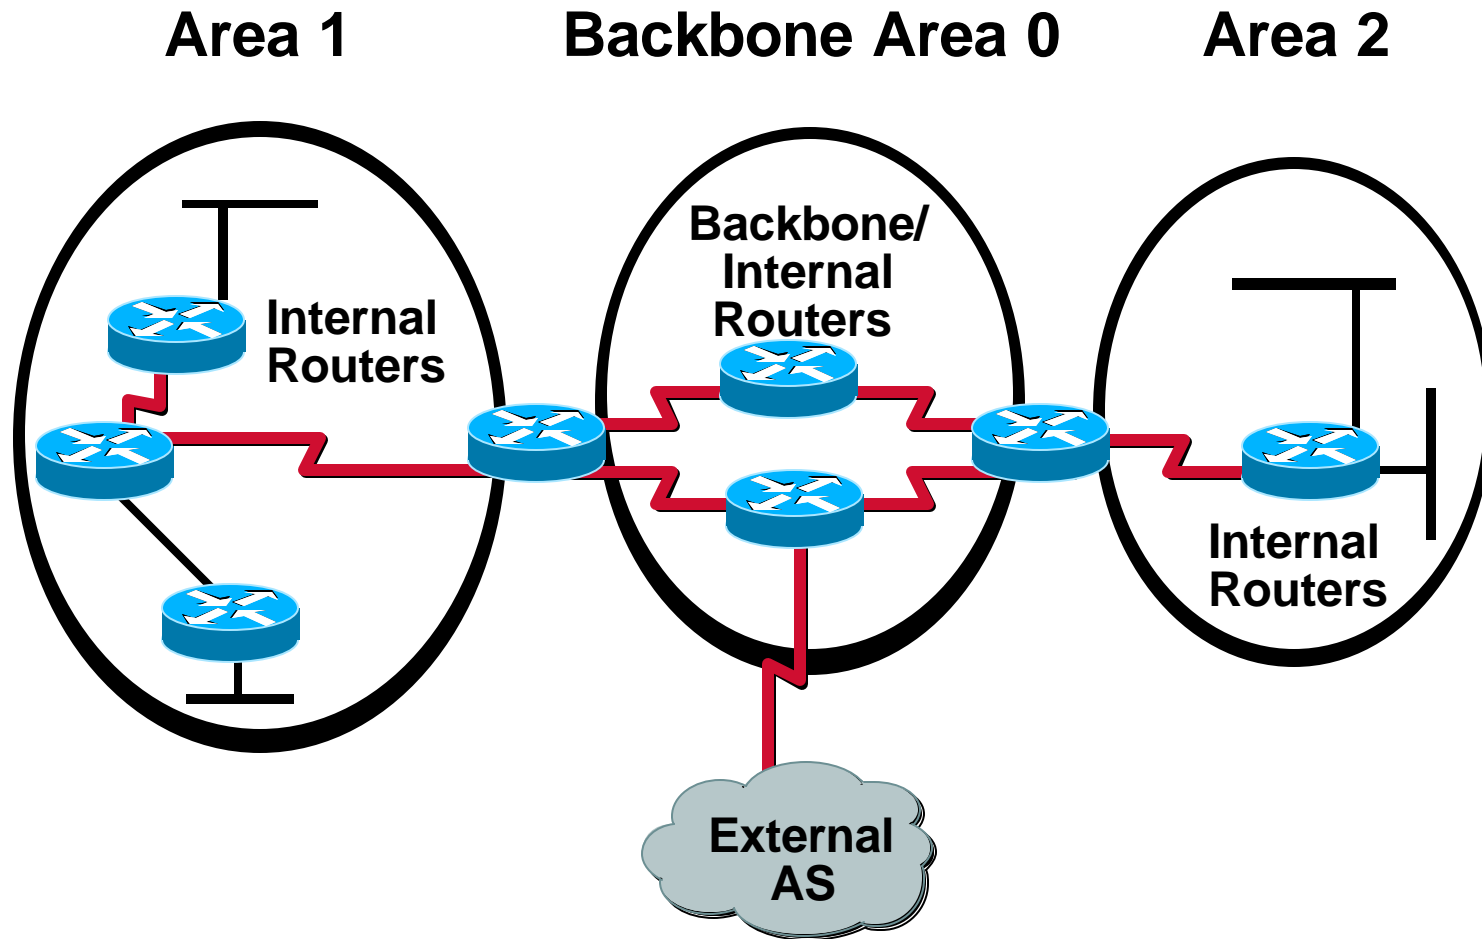 Area 1
Backbone Area 0
Area 2
Backbone/
Internal
Routers
Internal
Routers
Internal
Routers
External
AS